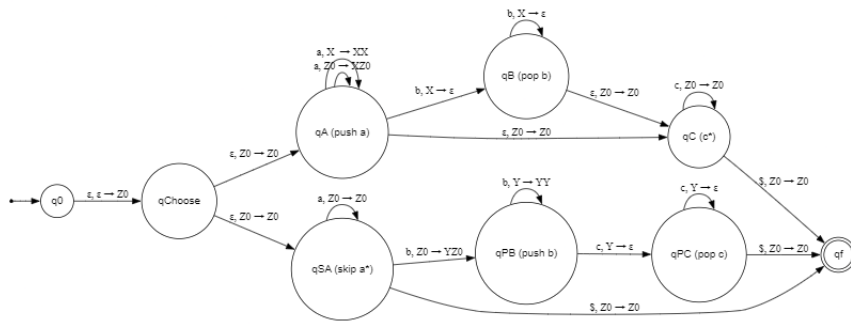 b, X → ε
a, X → XX
a, Z0 → XZ0
qB (pop b)
c, Z0 → Z0
b, X → ε
ε, Z0 → Z0
qA (push a)
ε, Z0 → Z0
qC (c*)
ε, Z0 → Z0
q0
ε, ε → Z0
qChoose
ε, Z0 → Z0
a, Z0 → Z0
b, Y → YY
c, Y → ε
$, Z0 → Z0
qSA (skip a*)
b, Z0 → YZ0
qPB (push b)
c, Y → ε
qPC (pop c)
$, Z0 → Z0
qf
$, Z0 → Z0